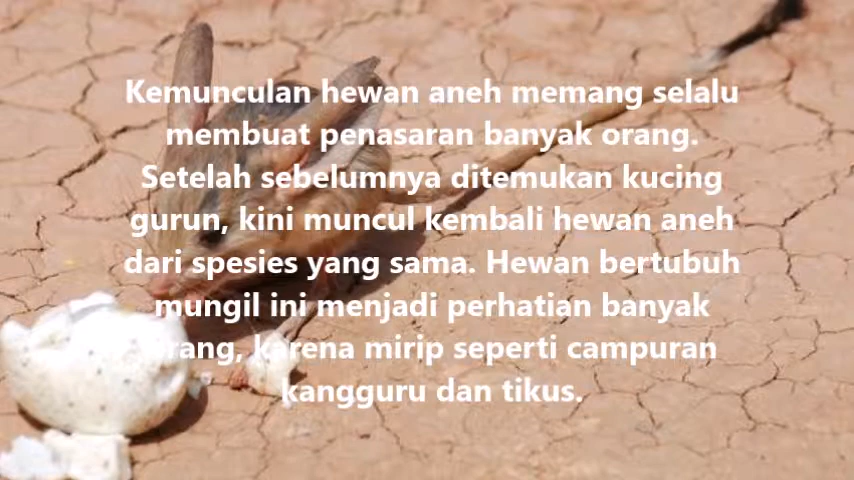 Kemunculan hewan aneh memang selalu
membuat penasaran banyak orang.
Setelah sebelumnya ditemukan kucing
gurun, kini muncul kembali hewan aneh
dari spesies yang sama. Hewan bertubuh
mungil ini menjadi perhatian banyak
orang, karena mirip seperti campuran
kangguru dan tikus.